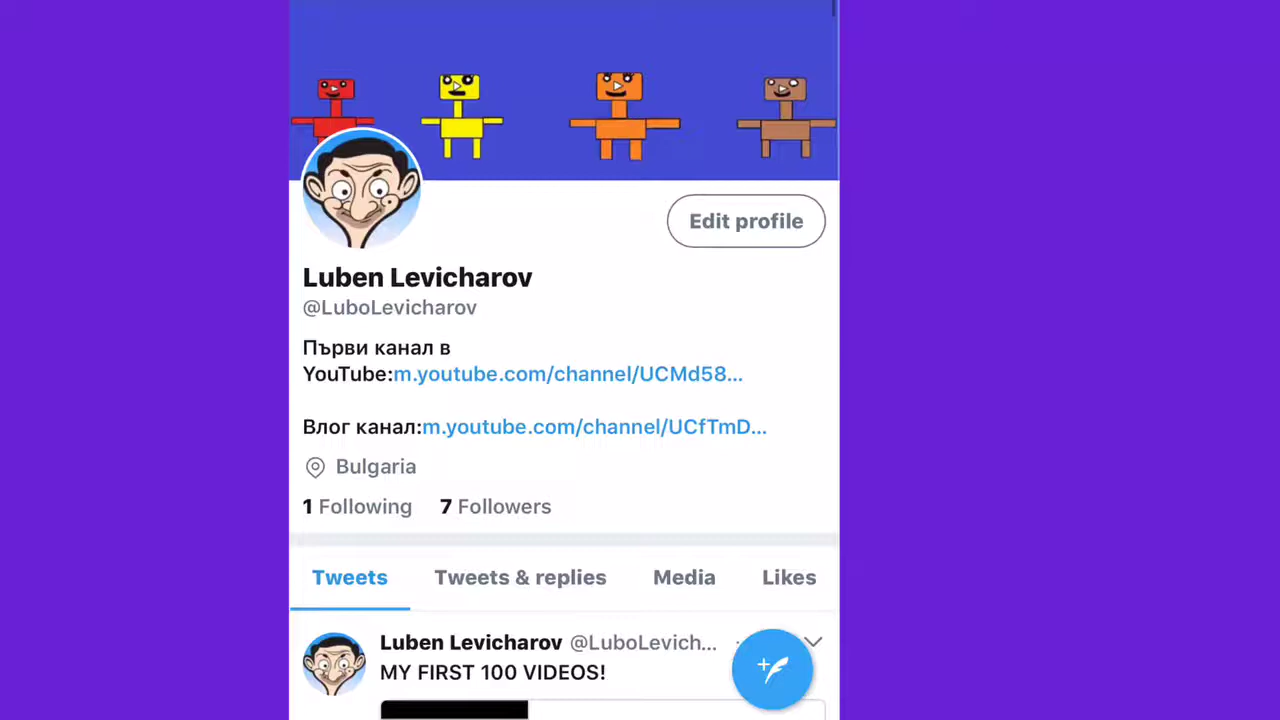 Edit profile
Luben Levicharov
@LuboLevicharov
Първи канал в
YouTube:m.youtube.com/channel/UCMd58...
Влог канал:m.youtube.com/channel/UCfTmD...
Bulgaria
1 Following 7 Followers
Tweets Tweets & replies Media Likes
Luben Levicharov @LuboLevich...
MY FIRST 100 VIDEOS!